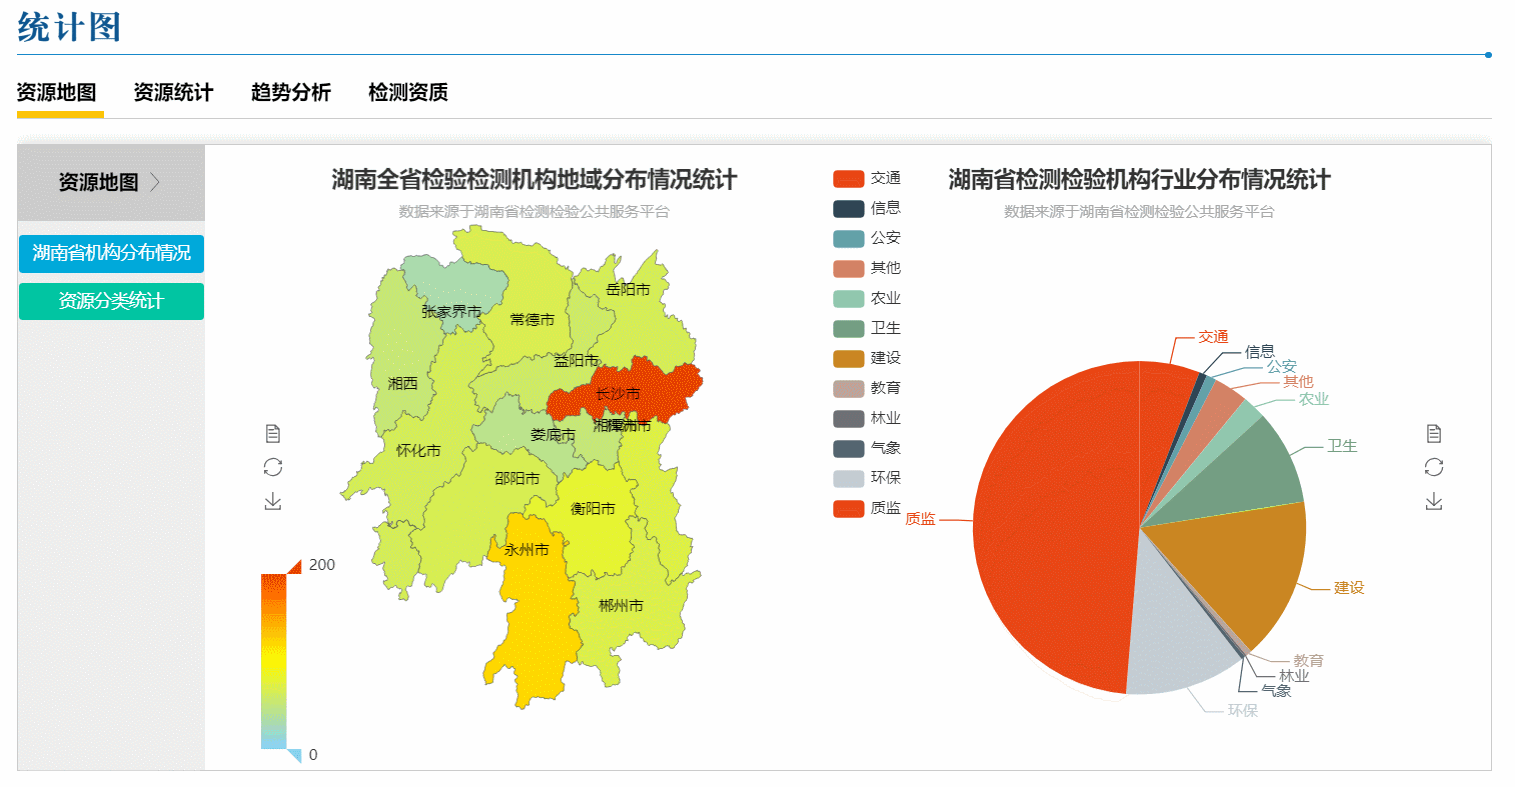 统计图
资源地图
资源统计
趋势分析
检测资质
资源地图
湖南省机构分布情况
资源分类统计
湖南全省检验检测机构地域分布情况统计
数据来源于湖南省检测检验公共服务平台
岳阳市
张家界市
常德市
益阳市
湘西
长沙市
娄底市
怀化市
邵阳市
衡阳市
永州市
郴州市
200
0
交通
信息
公安
其他
农业
卫生
建设
教育
林业
气象
环保
质监
湖南省检测检验机构行业分布情况统计
数据来源于湖南省检测检验公共服务平台
交通
信息
公安
其他
农业
卫生
质监
建设
教育
林业
气象
环保